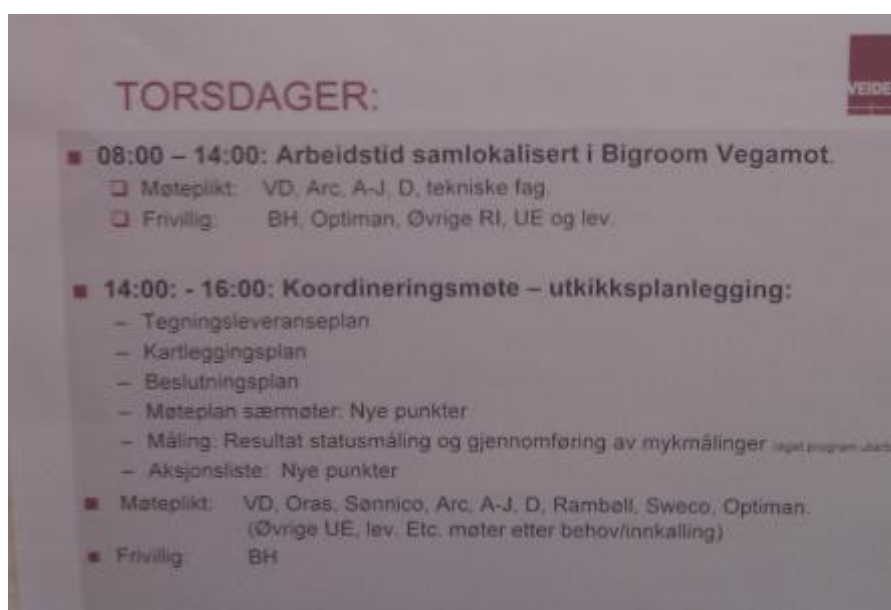 TORSDAGER:
VEIDE
08:00 – 14:00: Arbeidstid samlokalisert i Bigroom Vegamot.
Møteplikt: VD, Arc, A-J, D, tekniske fag.
Frivillig: BH, Optiman, Øvrige RI, UE og lev.
14:00: - 16:00: Koordineringsmøte – utkikksplanlegging:
– Tegningsleveranseplan
– Kartleggingsplan
– Beslutningsplan
– Møteplan særmøter: Nye punkter
– Måling: Resultat statusmåling og gjennomføring av mykmålinger
– Aksjonsliste: Nye punkter
Møteplikt: VD, Oras, Sønnico, Arc, A-J, D, Rambøll, Sweco, Optiman.
(Øvrige UE, lev. Etc. møter etter behov/innkalling)
Frivillig: BH